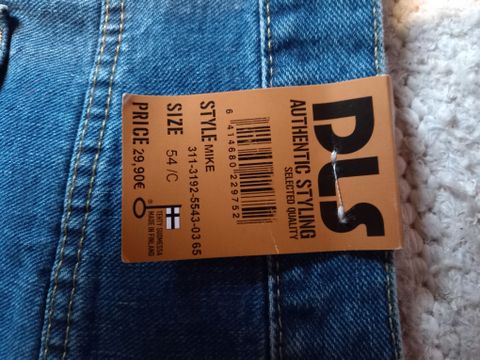 DLS
AUTHENTIC STYLING
SELECTED QUALITY
6 414680 229752
STYLE MIKE
311-3192-5543-03 65
SIZE 54 /C
PRICE 29,90€
TEHTY SUOMESSA
MADE IN FINLAND